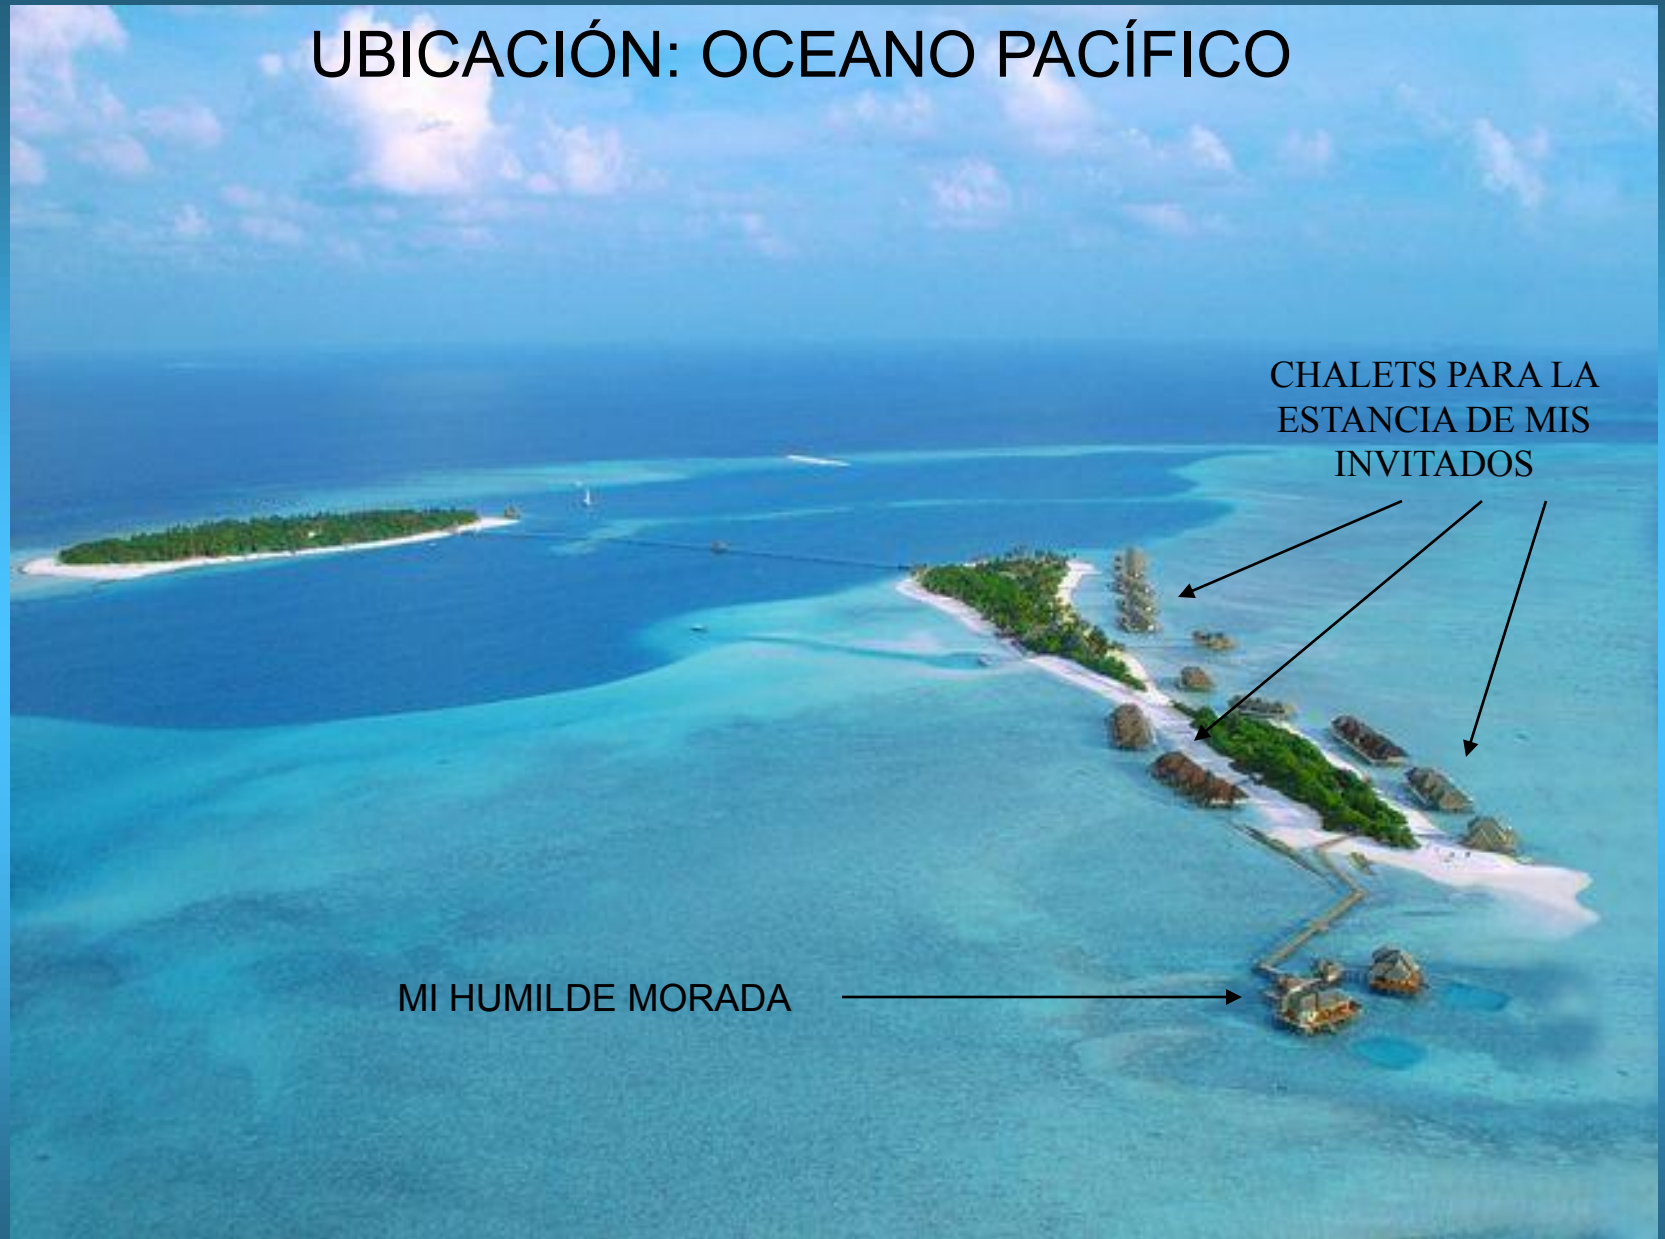 UBICACIÓN: OCEANO PACÍFICO
CHALETS PARA LA
ESTANCIA DE MIS
INVITADOS
MI HUMILDE MORADA